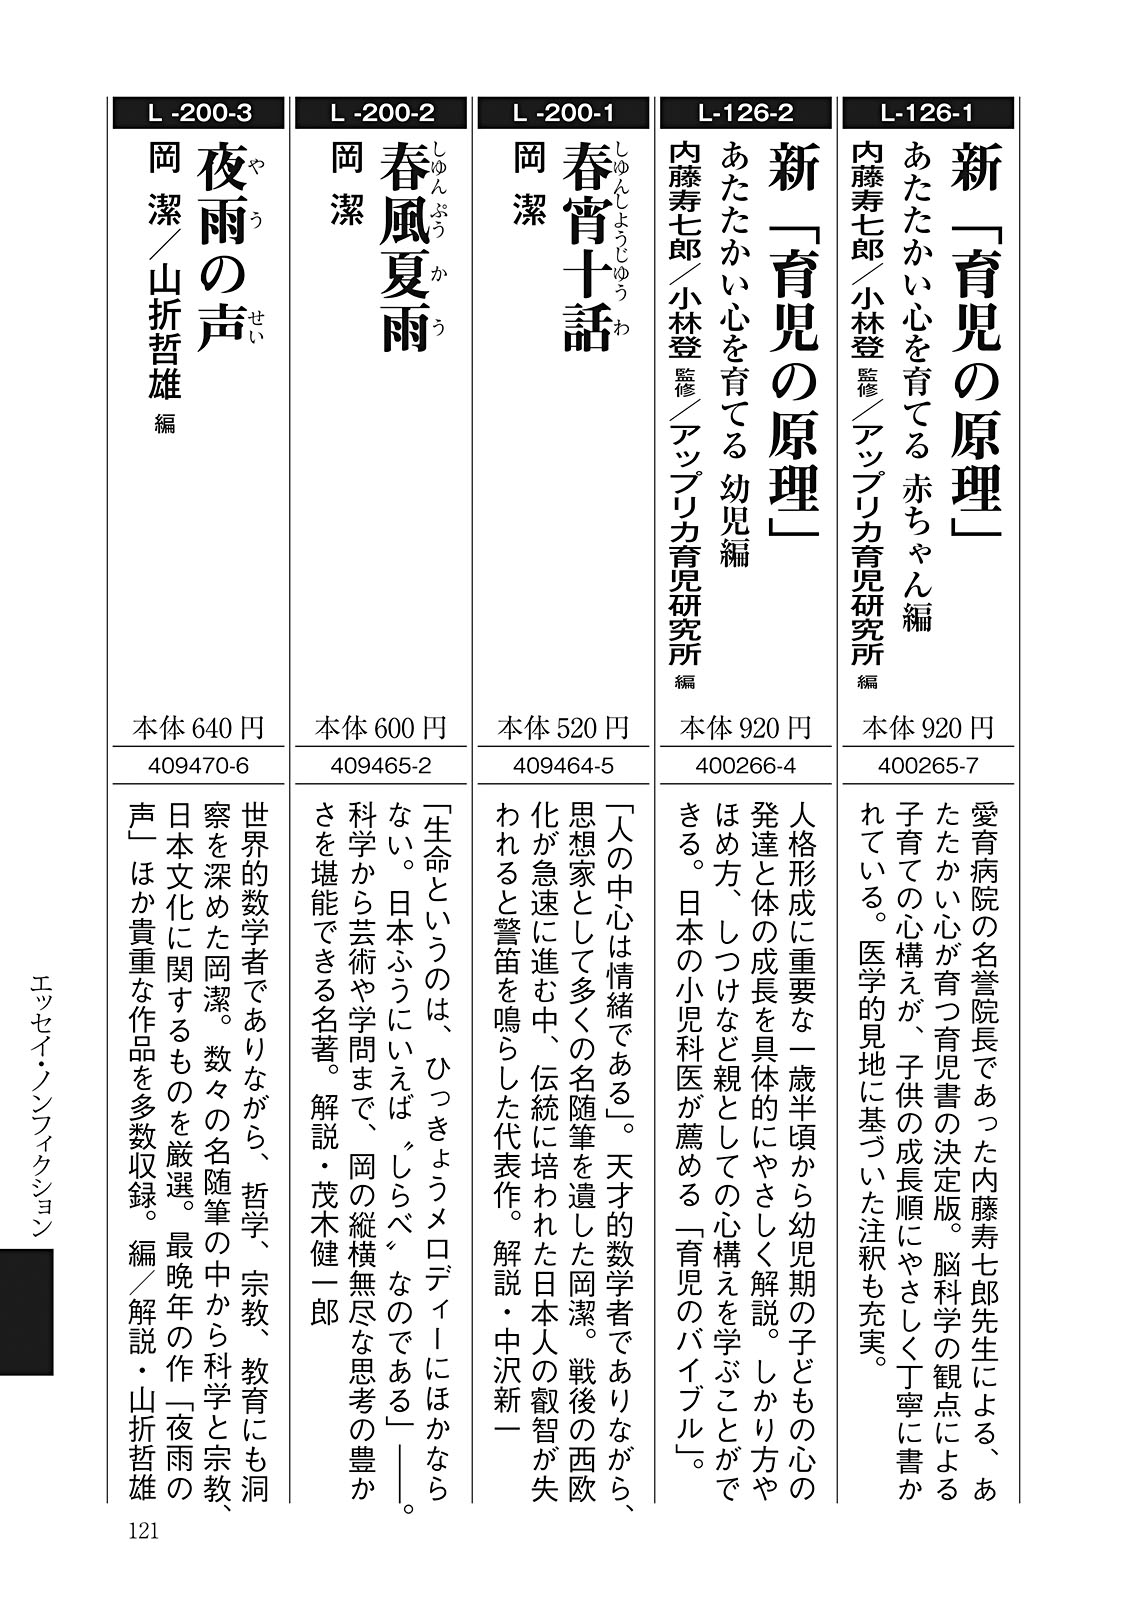 L-126-1
新「育児の原理」
あたたかい心を育てる 赤ちゃん編
内藤寿七郎／小林登 監修／アップリカ育児研究所 編
本体 920 円
400265-7
愛育病院の名誉院長であった内藤寿七郎先生による、あ
たたかい心が育つ育児書の決定版。脳科学の観点による
子育ての心構えが、子供の成長順にやさしく丁寧に書か
れている。医学的見地に基づいた注釈も充実。
L-126-2
新「育児の原理」
あたたかい心を育てる 幼児編
内藤寿七郎／小林登 監修／アップリカ育児研究所 編
本体 920 円
400266-4
人格形成に重要な一歳半頃から幼児期の子どもの心の
発達と体の成長を具体的にやさしく解説。しかり方や
ほめ方、しつけなど親としての心構えを学ぶことがで
きる。日本の小児科医が薦める「育児のバイブル」。
L -200-1
しゅんしようじゆう わ
春宵十話
岡 潔
本体 520 円
409464-5
「人の中心は情緒である」。天才的数学者でありながら、
思想家として多くの名随筆を遺した岡潔。戦後の西欧
化が急速に進む中、伝統に培われた日本人の叡智が失
われると警笛を鳴らした代表作。解説・中沢新一
L -200-2
しゆん ぷう か う
春風夏雨
岡 潔
本体 600 円
409465-2
「生命というのは、ひっきょうメロディーにほかなら
ない。日本ふうにいえば〝しらべ〟なのである」――。
科学から芸術や学問まで、岡の縦横無尽な思考の豊か
さを堪能できる名著。解説・茂木健一郎
L -200-3
や う せい
夜雨の声
岡 潔／山折哲雄 編
本体 640 円
409470-6
世界的数学者でありながら、哲学、宗教、教育にも洞
察を深めた岡潔。数々の名随筆の中から科学と宗教、
日本文化に関するものを厳選。最晩年の作「夜雨の
声」ほか貴重な作品を多数収録。編／解説・山折哲雄
エッセイ・ノンフィクション
121